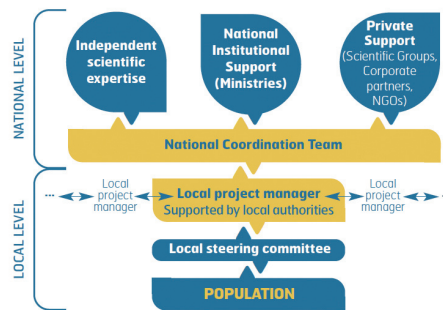 NATIONAL LEVEL
Independent
scientific
expertise
National
Institutional
Support
(Ministries)
Private
Support
(Scientific Groups,
Corporate
partners,
NGOs)
National Coordination Team
LOCAL LEVEL
... Local
project
manager
Local project manager
Supported by local authorities
Local
project
manager ...
Local steering committee
POPULATION